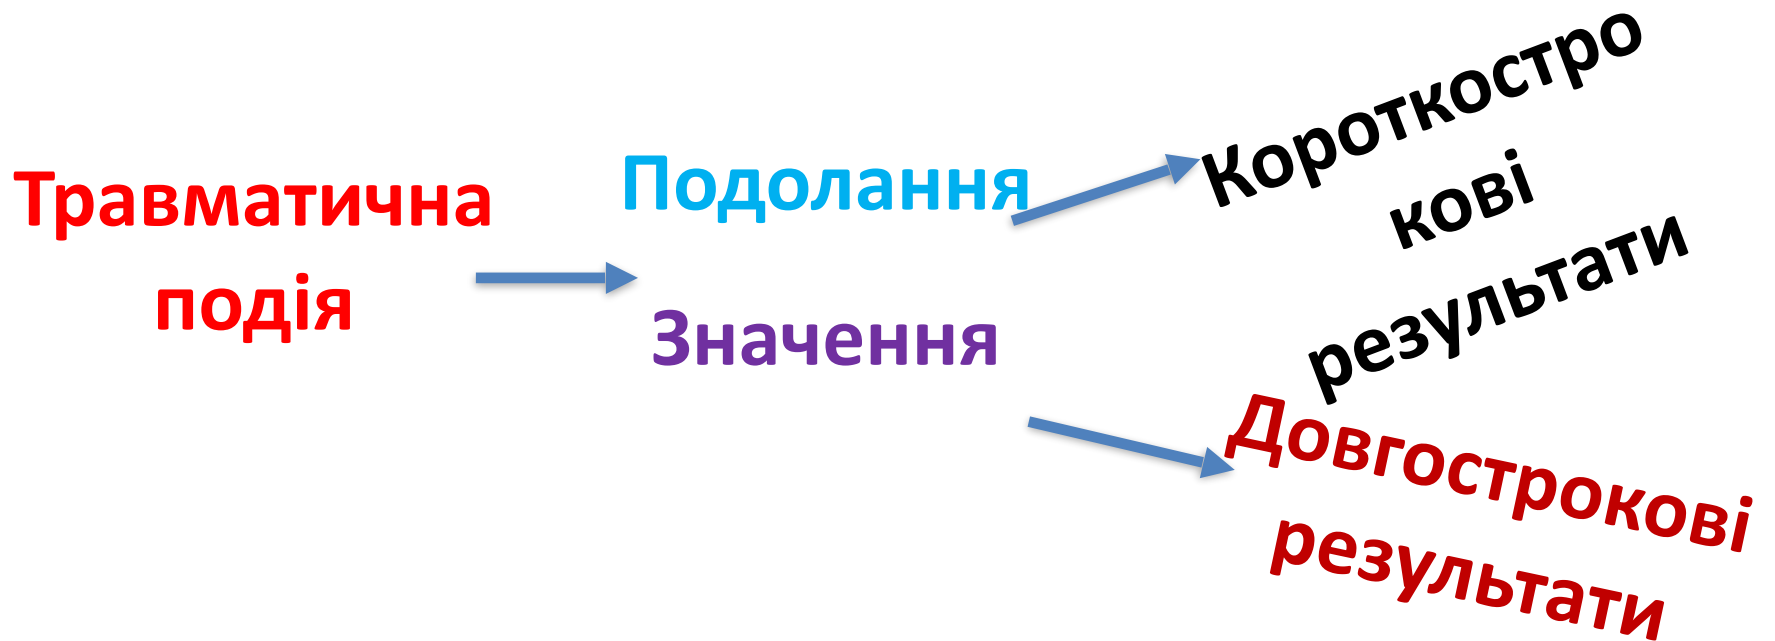 Травматична
подія
Подолання
Значення
Короткостро
кові
результати
Довгострокові
результати